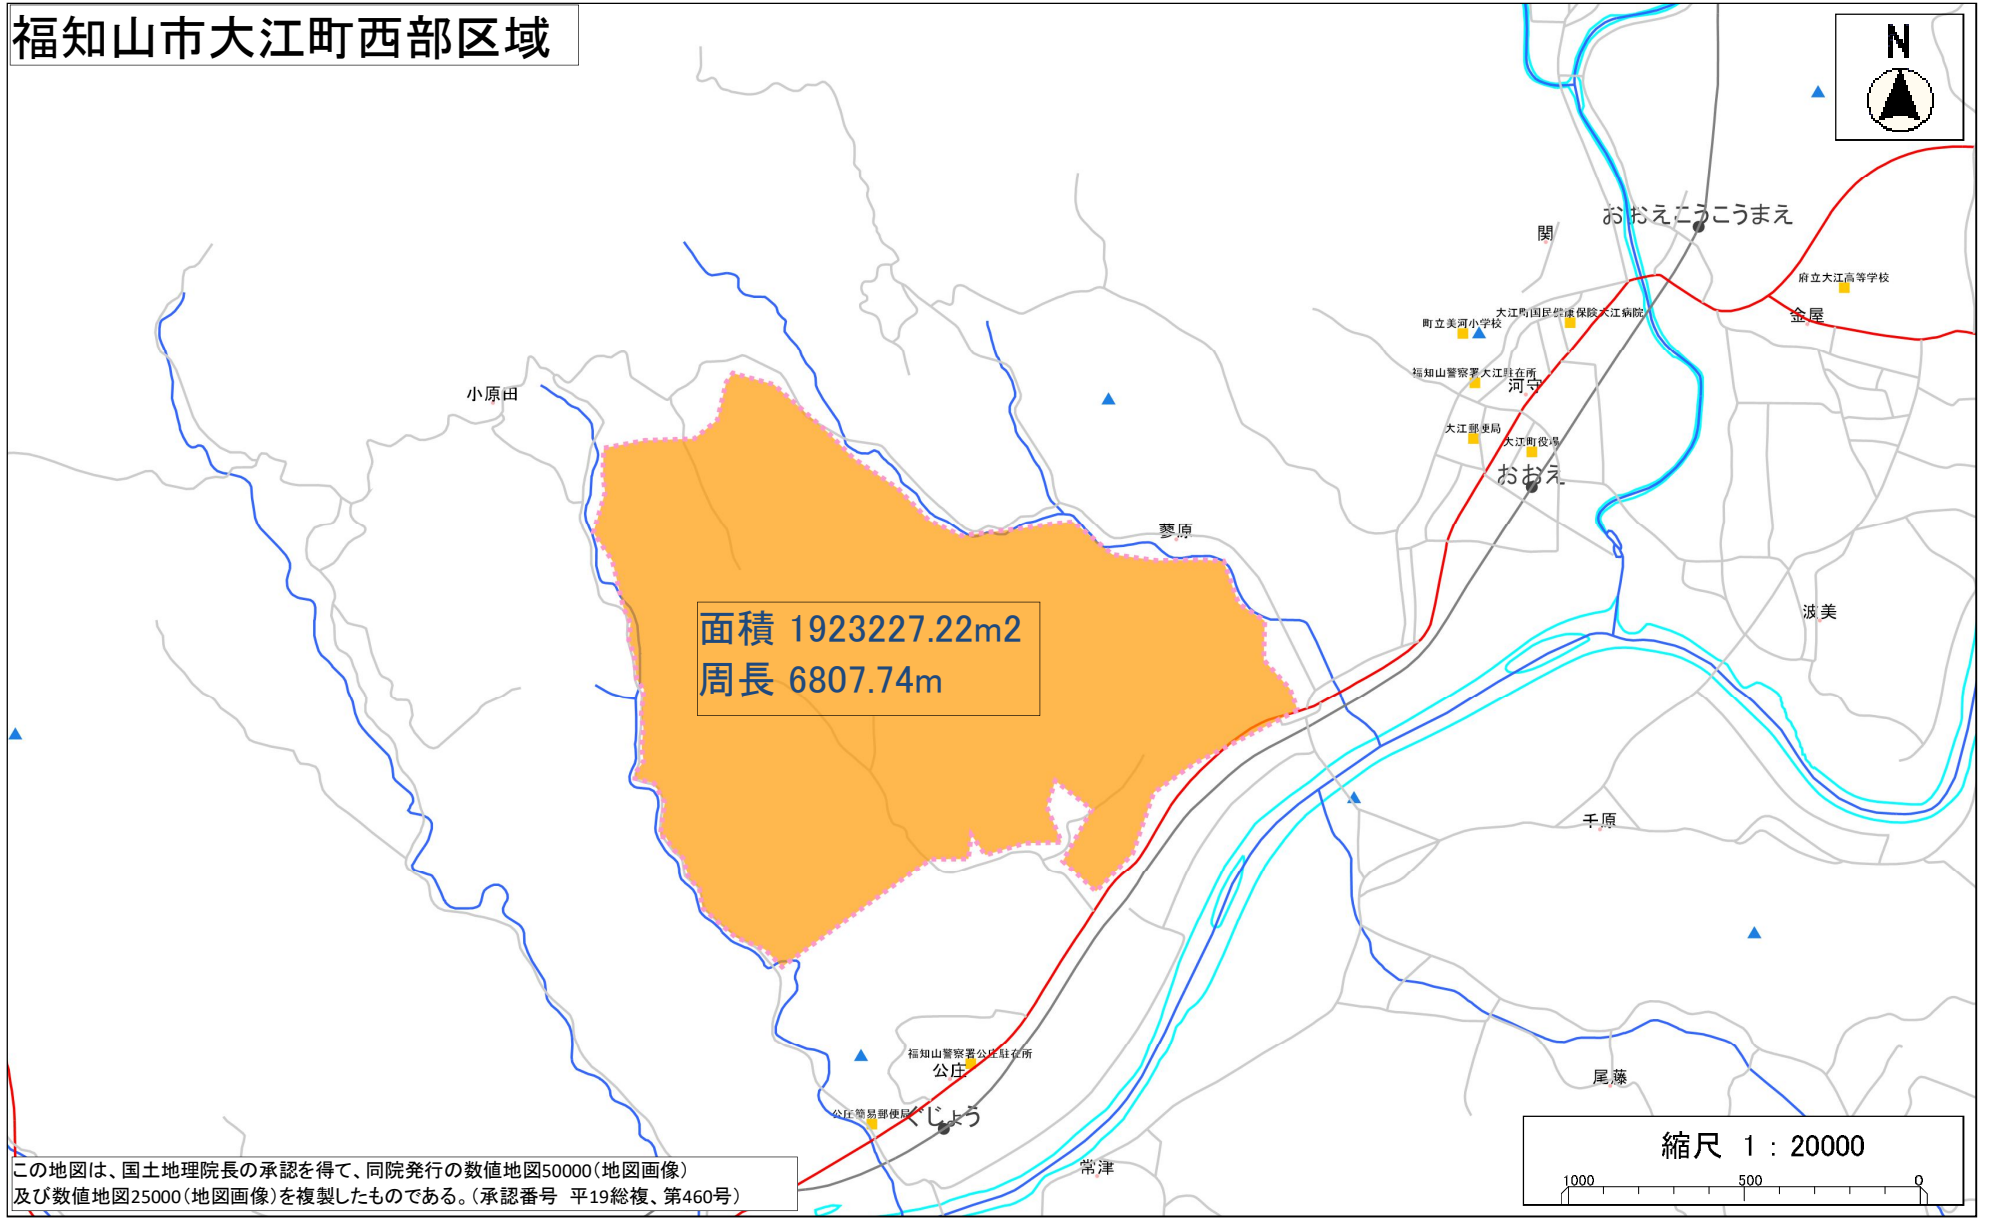 福知山市大江町西部区域
N
おおえこうこうまえ
関
府立大江高等学校
金屋
大江町国民健康保険大江病院
町立美河小学校
福知山警察署大江駐在所
河守
小原田
大江郵便局
大江町役場
おおえ
蓼原
波美
面積 1923227.22m2
周長 6807.74m
千原
福知山警察署公庄駐在所
公庄
尾藤
公庄簡易郵便局
ぐじょう
常津
縮尺 1 : 20000
1000 500 0
この地図は、国土地理院長の承認を得て、同院発行の数値地図50000(地図画像)
及び数値地図25000(地図画像)を複製したものである。(承認番号 平19総複、第460号)